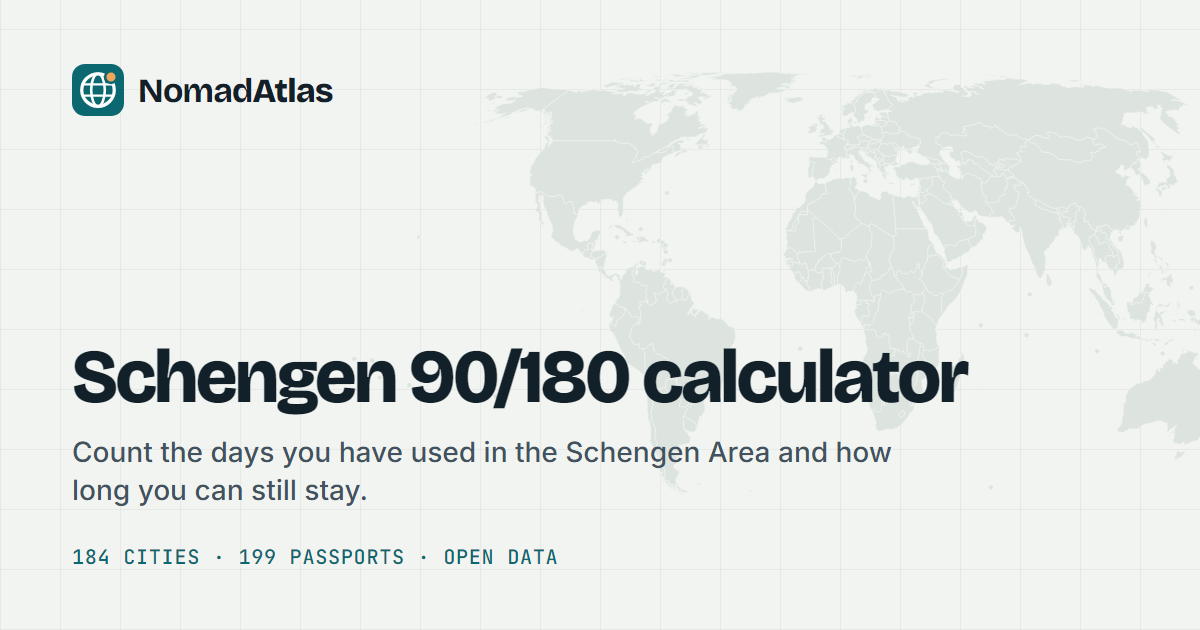 NomadAtlas
Schengen 90/180 calculator
Count the days you have used in the Schengen Area and how
long you can still stay.
184 CITIES · 199 PASSPORTS · OPEN DATA